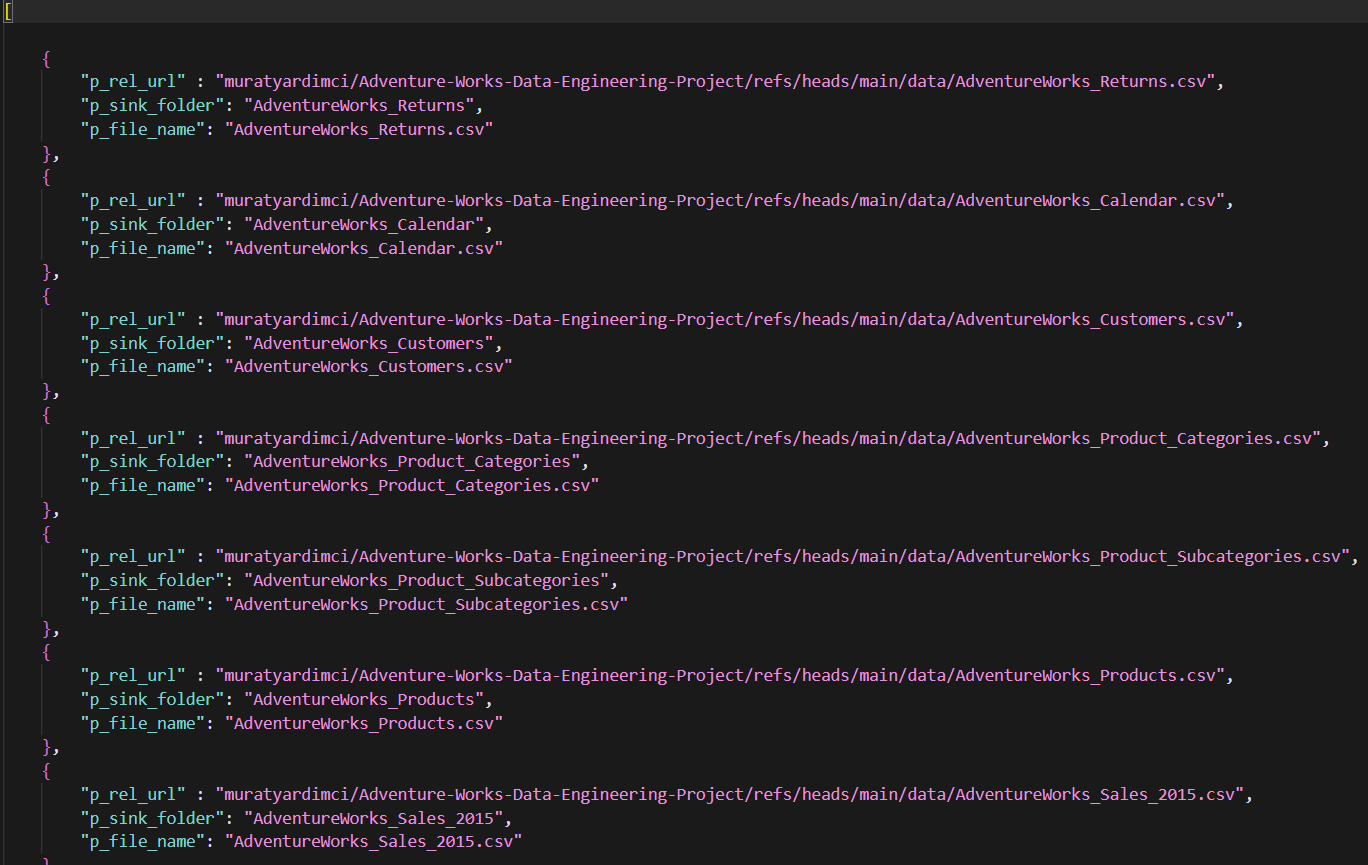 [
{
"p_rel_url" : "muratyardimci/Adventure-Works-Data-Engineering-Project/refs/heads/main/data/AdventureWorks_Returns.csv",
"p_sink_folder": "AdventureWorks_Returns",
"p_file_name": "AdventureWorks_Returns.csv"
},
{
"p_rel_url" : "muratyardimci/Adventure-Works-Data-Engineering-Project/refs/heads/main/data/AdventureWorks_Calendar.csv",
"p_sink_folder": "AdventureWorks_Calendar",
"p_file_name": "AdventureWorks_Calendar.csv"
},
{
"p_rel_url" : "muratyardimci/Adventure-Works-Data-Engineering-Project/refs/heads/main/data/AdventureWorks_Customers.csv",
"p_sink_folder": "AdventureWorks_Customers",
"p_file_name": "AdventureWorks_Customers.csv"
},
{
"p_rel_url" : "muratyardimci/Adventure-Works-Data-Engineering-Project/refs/heads/main/data/AdventureWorks_Product_Categories.csv",
"p_sink_folder": "AdventureWorks_Product_Categories",
"p_file_name": "AdventureWorks_Product_Categories.csv"
},
{
"p_rel_url" : "muratyardimci/Adventure-Works-Data-Engineering-Project/refs/heads/main/data/AdventureWorks_Product_Subcategories.csv",
"p_sink_folder": "AdventureWorks_Product_Subcategories",
"p_file_name": "AdventureWorks_Product_Subcategories.csv"
},
{
"p_rel_url" : "muratyardimci/Adventure-Works-Data-Engineering-Project/refs/heads/main/data/AdventureWorks_Products.csv",
"p_sink_folder": "AdventureWorks_Products",
"p_file_name": "AdventureWorks_Products.csv"
},
{
"p_rel_url" : "muratyardimci/Adventure-Works-Data-Engineering-Project/refs/heads/main/data/AdventureWorks_Sales_2015.csv",
"p_sink_folder": "AdventureWorks_Sales_2015",
"p_file_name": "AdventureWorks_Sales_2015.csv"